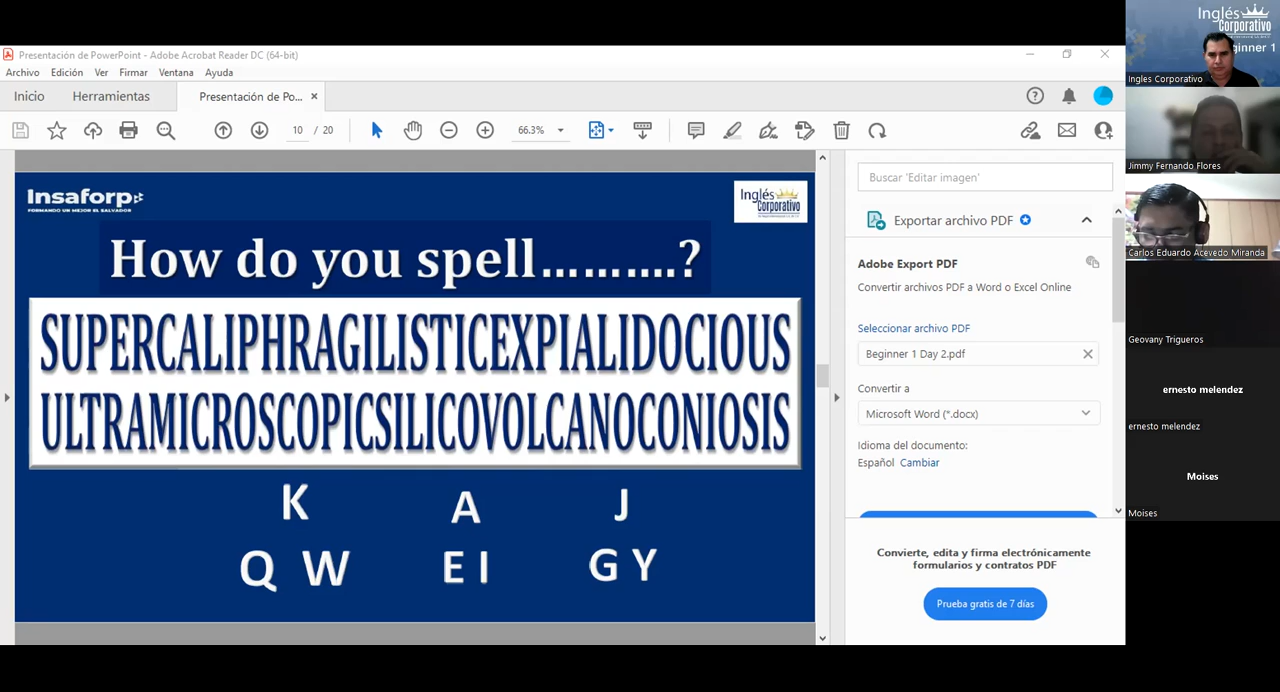 Presentación de PowerPoint - Adobe Acrobat Reader DC (64-bit)
Archivo Edición Ver Firmar Ventana Ayuda
Inicio Herramientas Presentación de Po... ×
10 / 20 66.3%
Insaforp
FORMANDO UN MEJOR EL SALVADOR
Inglés
Corporativo
How do you spell..........?
SUPERCALIPHRAGILISTICEXPIALIDOCIOUS
ULTRAMICROSCOPICSILICOVOLCANOCONIOSIS
K A J
Q W E I G Y
Buscar 'Editar imagen'
Exportar archivo PDF
Adobe Export PDF
Convertir archivos PDF a Word o Excel Online
Seleccionar archivo PDF
Beginner 1 Day 2.pdf
Convertir a
Microsoft Word (*.docx)
Idioma del documento:
Español Cambiar
Convierte, edita y firma electrónicamente
formularios y contratos PDF
Prueba gratis de 7 días
Inglés
Corporativo
ginner 1
Ingles Corporativo
Jimmy Fernando Flores
Carlos Eduardo Acevedo Miranda
Geovany Trigueros
ernesto melendez
ernesto melendez
Moises
Moises